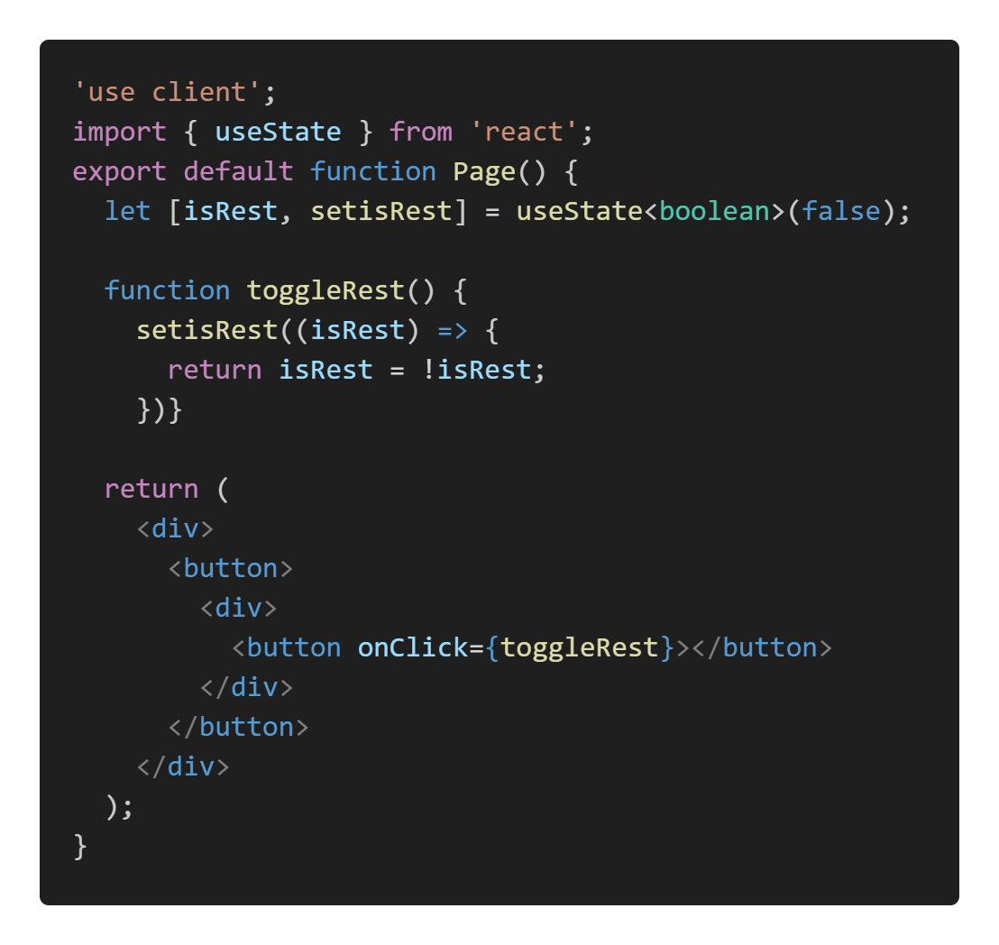 'use client';
import { useState } from 'react';
export default function Page() {
  let [isRest, setisRest] = useState<boolean>(false);

  function toggleRest() {
    setisRest((isRest) => {
      return isRest = !isRest;
    })}

  return (
    <div>
      <button>
        <div>
          <button onClick={toggleRest}></button>
        </div>
      </button>
    </div>
  );
}